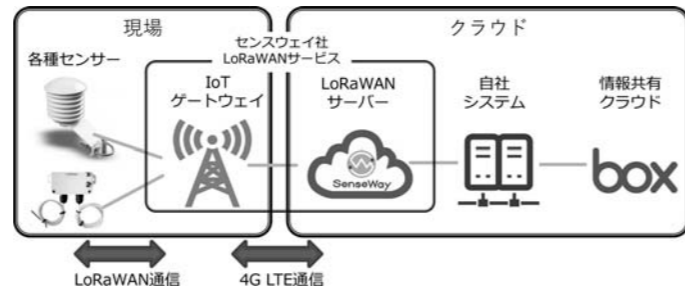 現場
クラウド
センスウェイ社
LoRaWANサービス
各種センサー
IoT
ゲートウェイ
LoRaWAN
サーバー
自社
システム
情報共有
クラウド
SenseWay
box
LoRaWAN通信
4G LTE通信